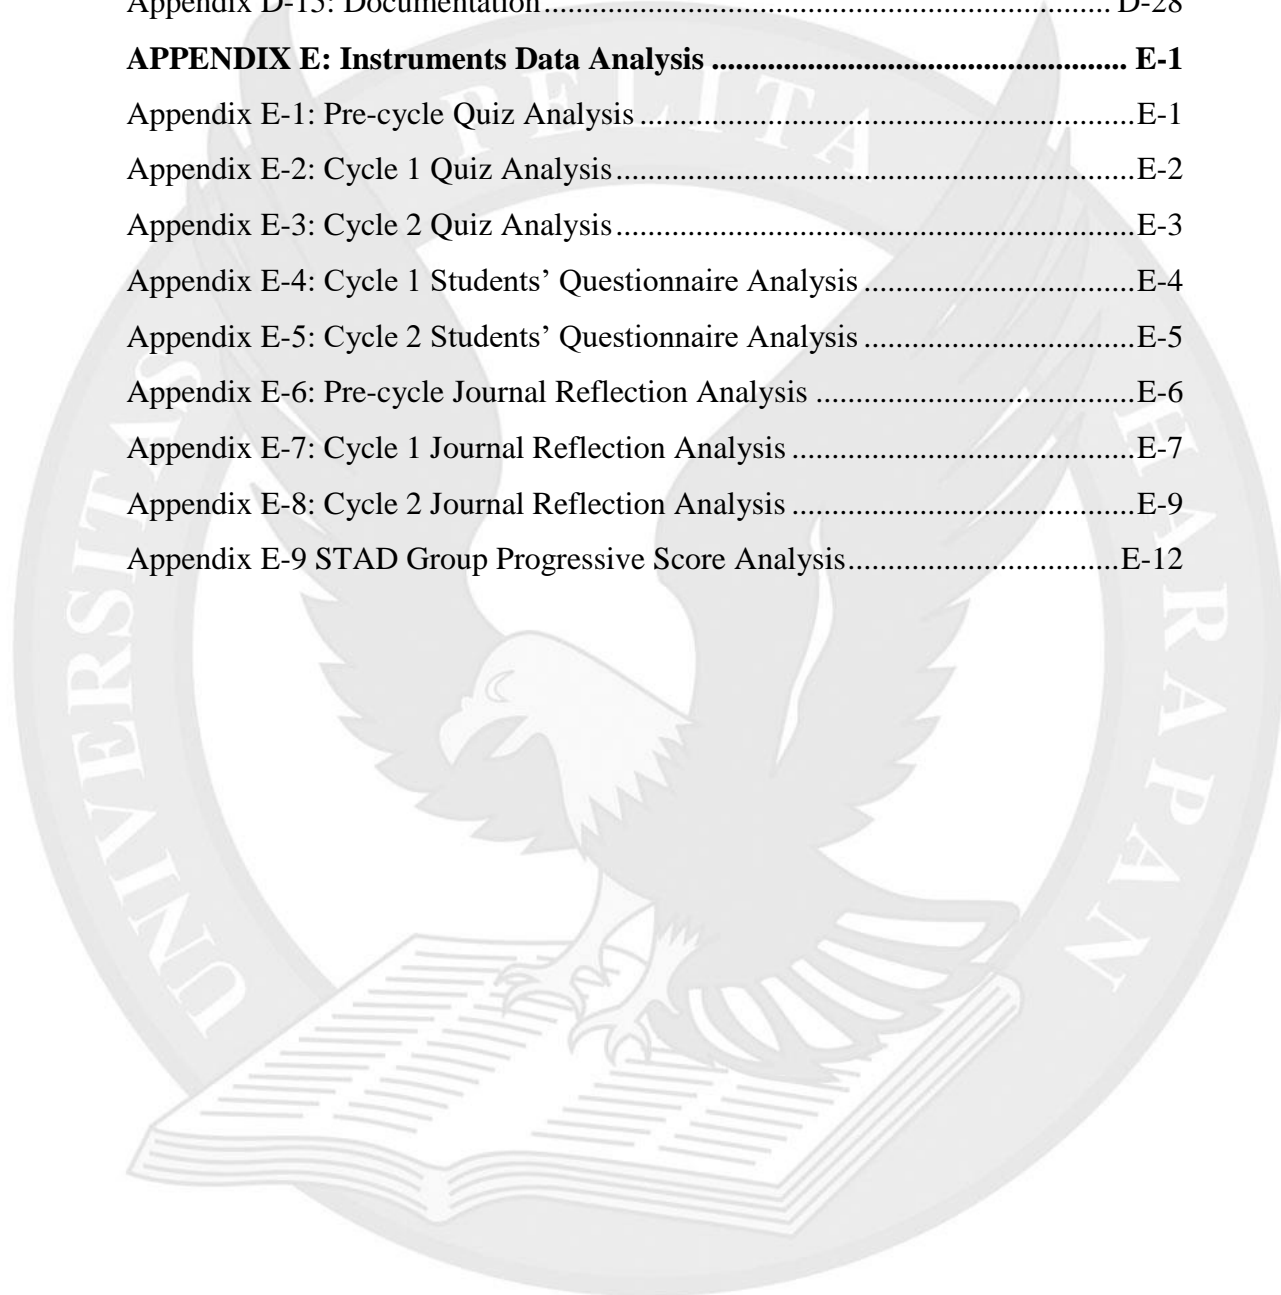 Appendix D-15: Documentation........................................................................ D-28
APPENDIX E: Instruments Data Analysis .................................................... E-1
Appendix E-1: Pre-cycle Quiz Analysis ..............................................................E-1
Appendix E-2: Cycle 1 Quiz Analysis .................................................................E-2
Appendix E-3: Cycle 2 Quiz Analysis .................................................................E-3
Appendix E-4: Cycle 1 Students’ Questionnaire Analysis ..................................E-4
Appendix E-5: Cycle 2 Students’ Questionnaire Analysis ..................................E-5
Appendix E-6: Pre-cycle Journal Reflection Analysis ........................................E-6
Appendix E-7: Cycle 1 Journal Reflection Analysis ...........................................E-7
Appendix E-8: Cycle 2 Journal Reflection Analysis ...........................................E-9
Appendix E-9 STAD Group Progressive Score Analysis..................................E-12
UNIVERSITAS PELITA HARAPAN